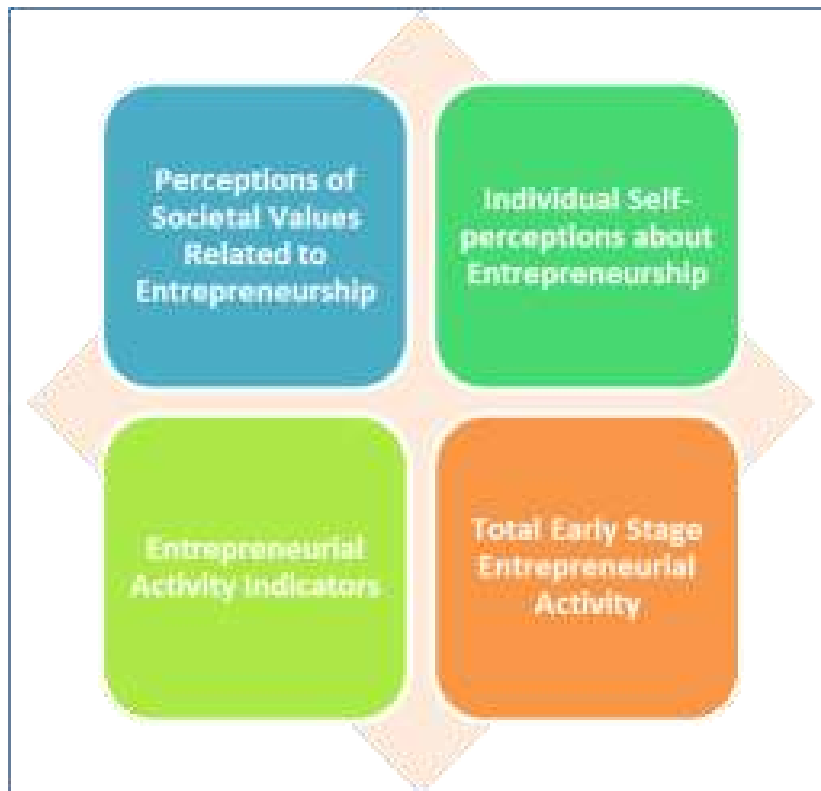 Perceptions of
Societal Values
Related to
Entrepreneurship
Individual Self-
perceptions about
Entrepreneurship
Entrepreneurial
Activity Indicators
Total Early Stage
Entrepreneurial
Activity